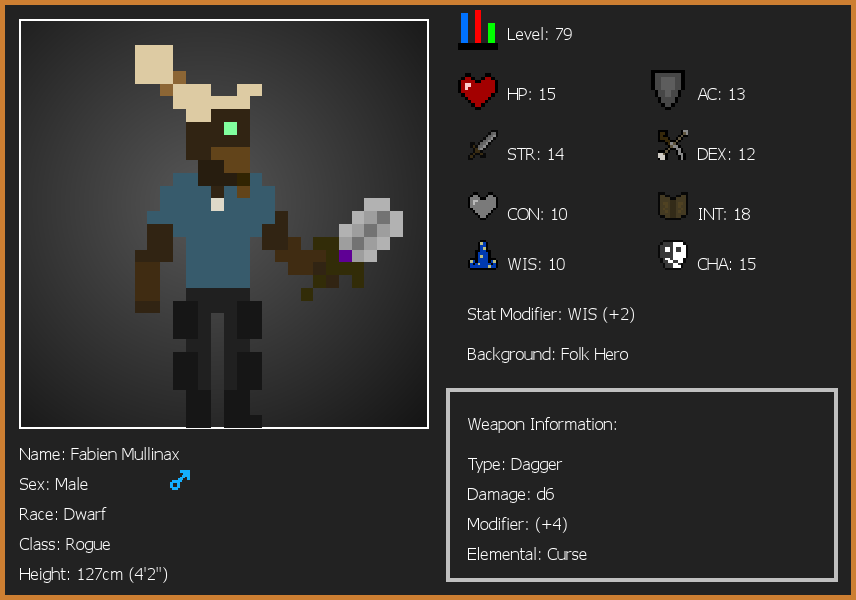 Level: 79
HP: 15
AC: 13
STR: 14
DEX: 12
CON: 10
INT: 18
WIS: 10
CHA: 15
Stat Modifier: WIS (+2)
Background: Folk Hero
Weapon Information:
Type: Dagger
Damage: d6
Modifier: (+4)
Elemental: Curse
Name: Fabien Mullinax
Sex: Male
Race: Dwarf
Class: Rogue
Height: 127cm (4'2")